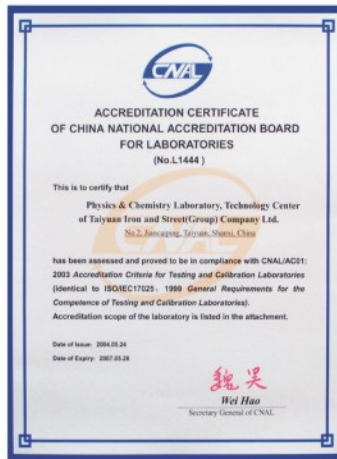 CNAL
ACCREDITATION CERTIFICATE
OF CHINA NATIONAL ACCREDITATION BOARD
FOR LABORATORIES
(No.L1444 )
This is to certify that
Physics & Chemistry Laboratory, Technology Center
of Taiyuan Iron and Street(Group) Company Ltd.
No.2, Jiancaoping, Taiyuan, Shanxi, China
has been assessed and proved to be in compliance with CNAL/AC01:
2003 Accreditation Criteria for Testing and Calibration Laboratories
(identical to ISO/IEC17025: 1999 General Requirements for the
Competence of Testing and Calibration Laboratories).
Accreditation scope of the laboratory is listed in the attachment.
Date of Issue: 2004.05.24
Date of Expiry: 2007.05.28
魏昊
Wei Hao
Secretary General of CNAL